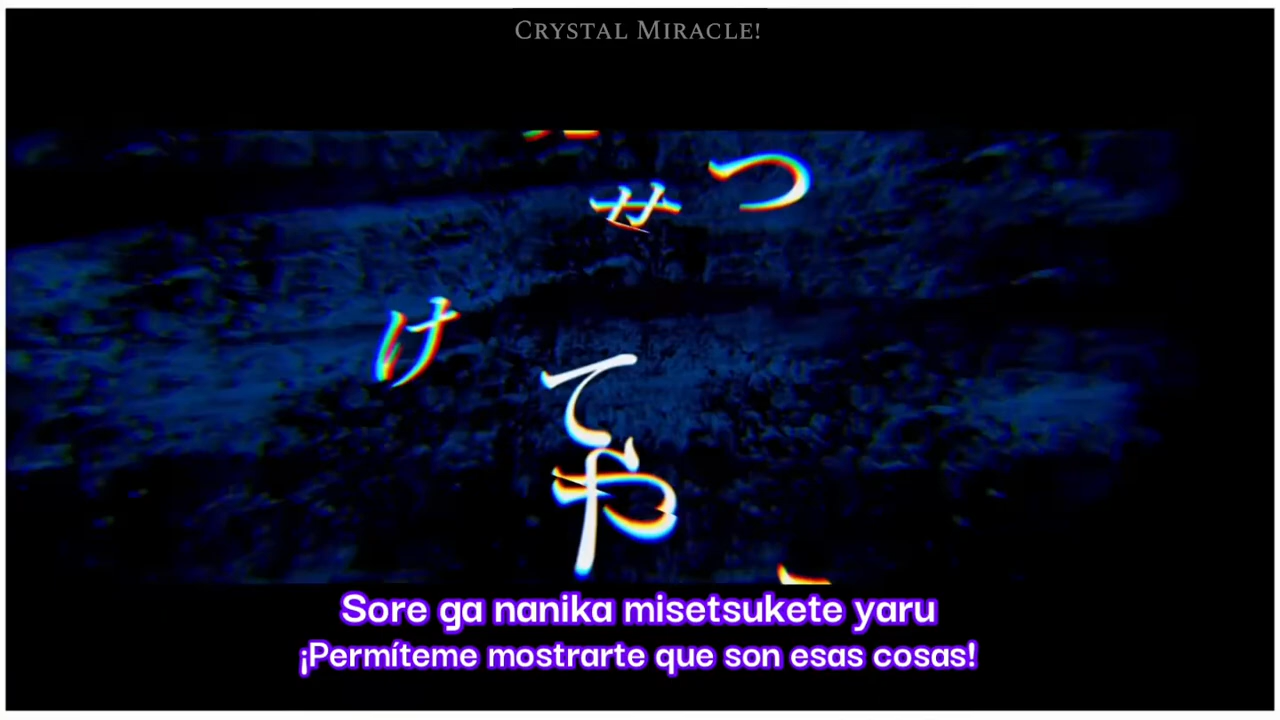 Crystal Miracle!
つ
せ
け
て
や
Sore ga nanika misetsukete yaru
¡Permíteme mostrarte que son esas cosas!